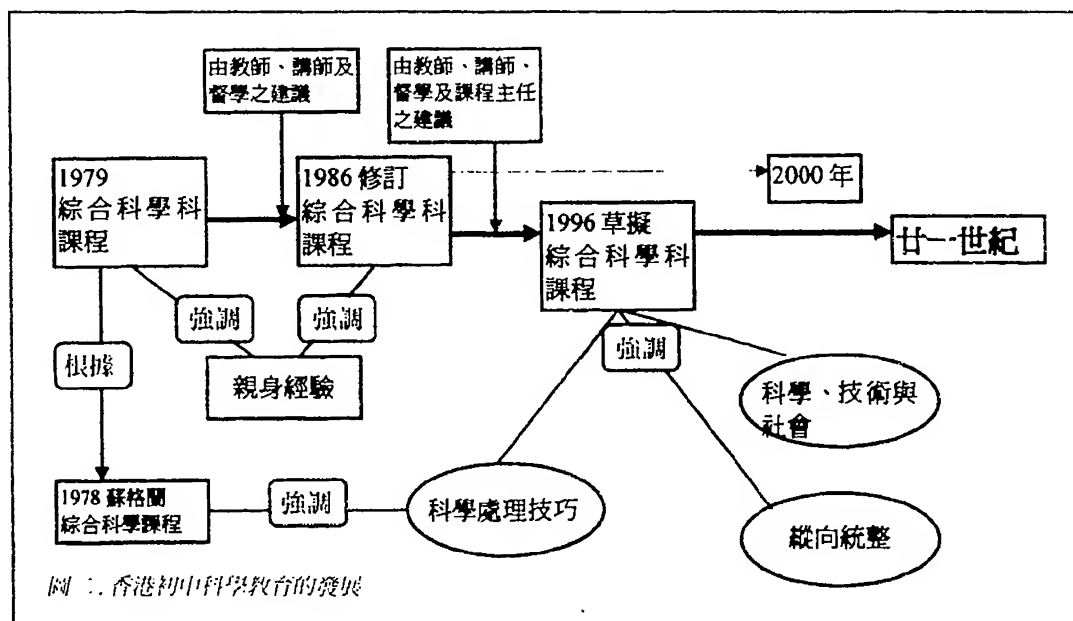 由教師、講師及
督學之建議
由教師、講師、
督學及課程主任
之建議
1979
綜合科學科
課程
1986 修訂
綜合科學科
課程
2000 年
1996 草擬
綜合科學科
課程
廿一世紀
強調
強調
根據
親身經驗
強調
科學、技術與
社會
1978 蘇格蘭
綜合科學課程
強調
科學處理技巧
縱向統整
圖二. 香港初中科學教育的發展